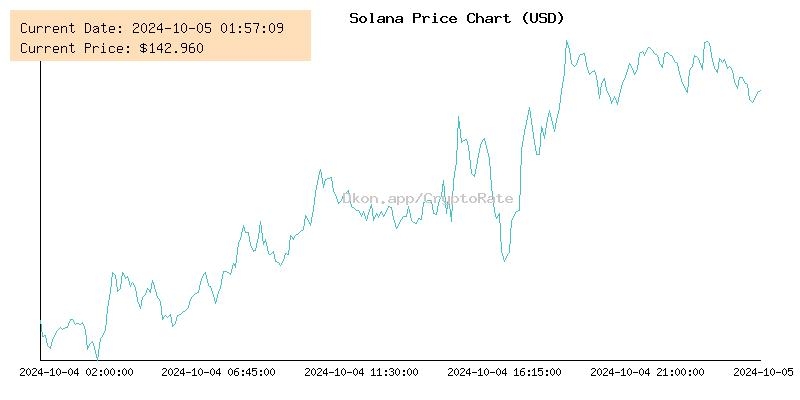 Solana Price Chart (USD)
Current Date: 2024-10-05 01:57:09
Current Price: $142.960
Ukon.app/CryptoRate
2024-10-04 02:00:00
2024-10-04 06:45:00
2024-10-04 11:30:00
2024-10-04 16:15:00
2024-10-04 21:00:00
2024-10-05